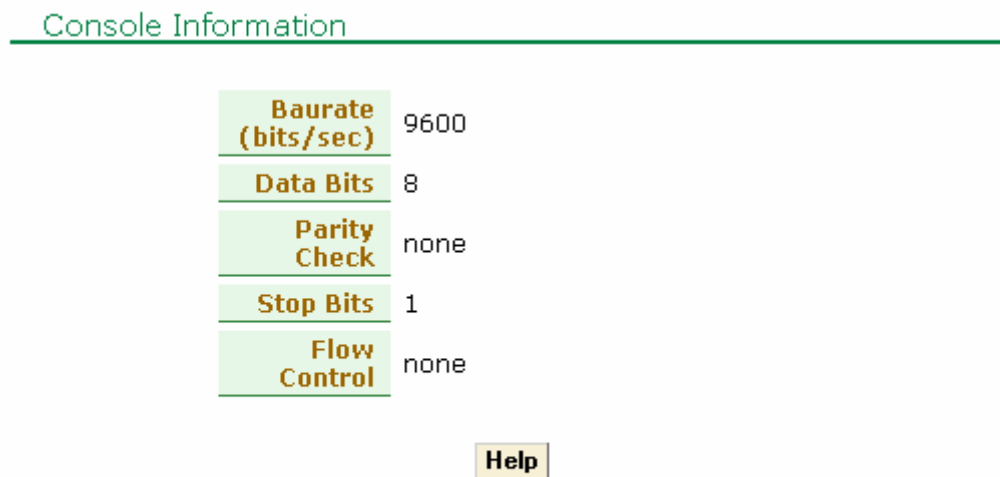 Console Information
Baurate
(bits/sec)
9600
Data Bits 8
Parity
Check
none
Stop Bits 1
Flow
Control
none
Help